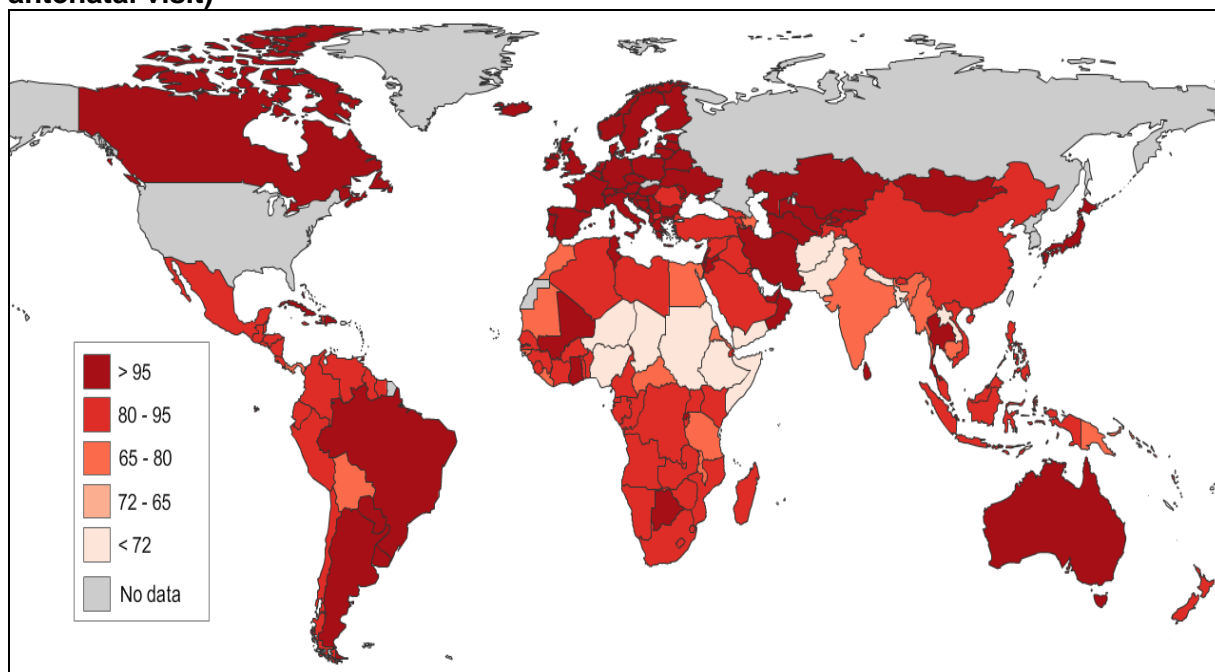 antenatal visit)
> 95
80 - 95
65 - 80
72 - 65
< 72
No data